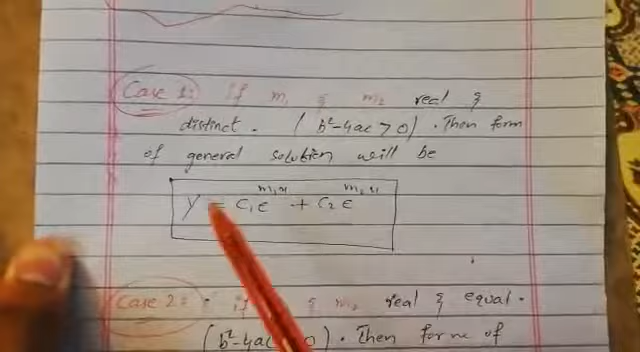 Case 1: If m₁ & m₂ real &
distinct. (b²-4ac > 0). Then form
of general solution will be
y = c₁e^{m₁x} + c₂e^{m₂x}
Case 2: if & m₂ real & equal.
(b²-4ac 0). Then form of